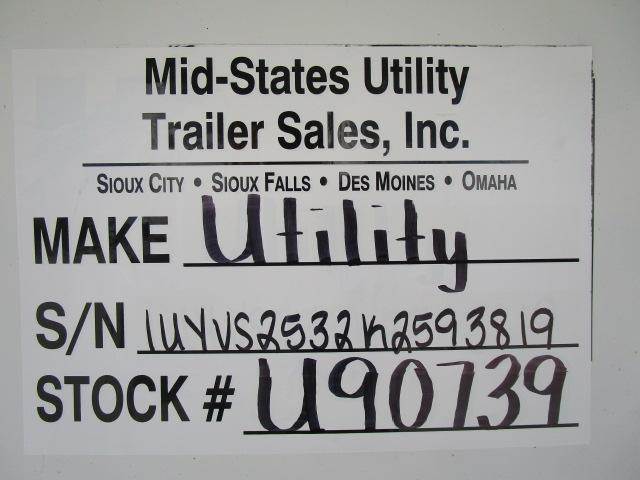 Mid-States Utility
Trailer Sales, Inc.
Sioux City • Sioux Falls • Des Moines • Omaha
MAKE Utility
S/N 1UYVS2532K2593819
STOCK # U90739